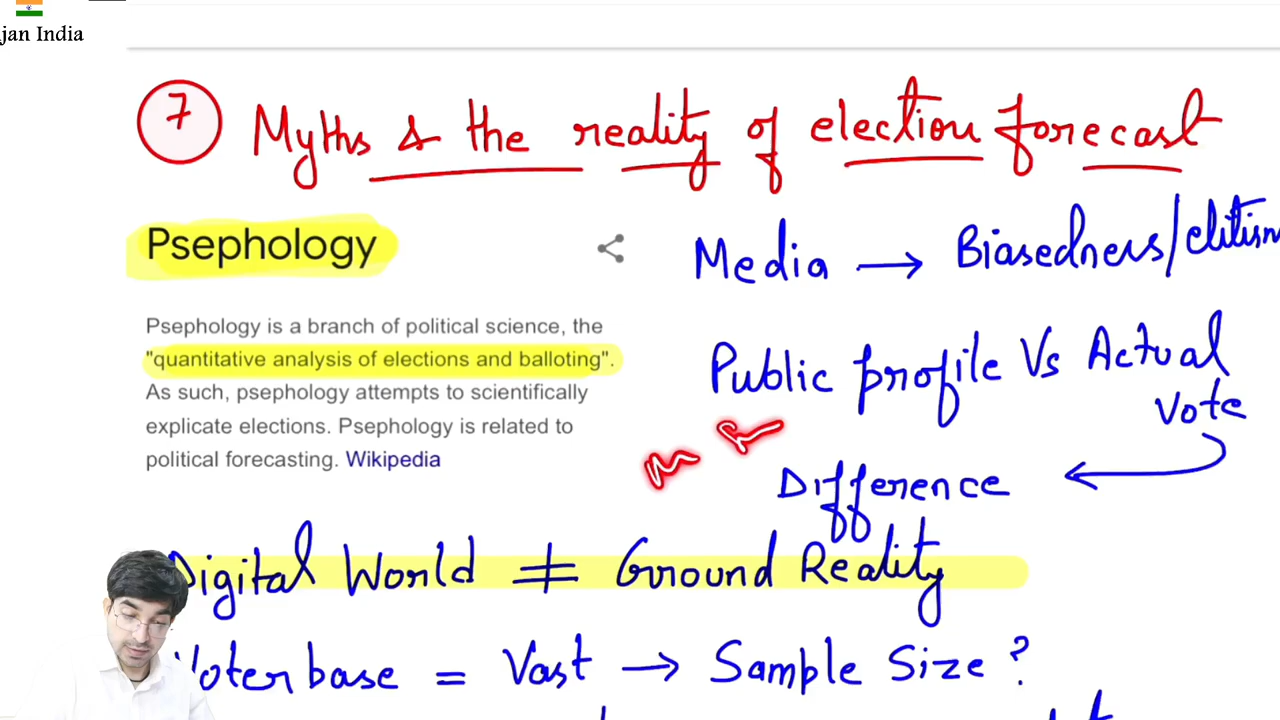 jan India
7 Myths & the reality of election forecast
Psephology
Psephology is a branch of political science, the
"quantitative analysis of elections and balloting".
As such, psephology attempts to scientifically
explicate elections. Psephology is related to
political forecasting. Wikipedia
Media → Biasedness/elitism
Public profile Vs Actual
vote
Difference
Digital World ≠ Ground Reality
Voter base = Vast → Sample Size ?